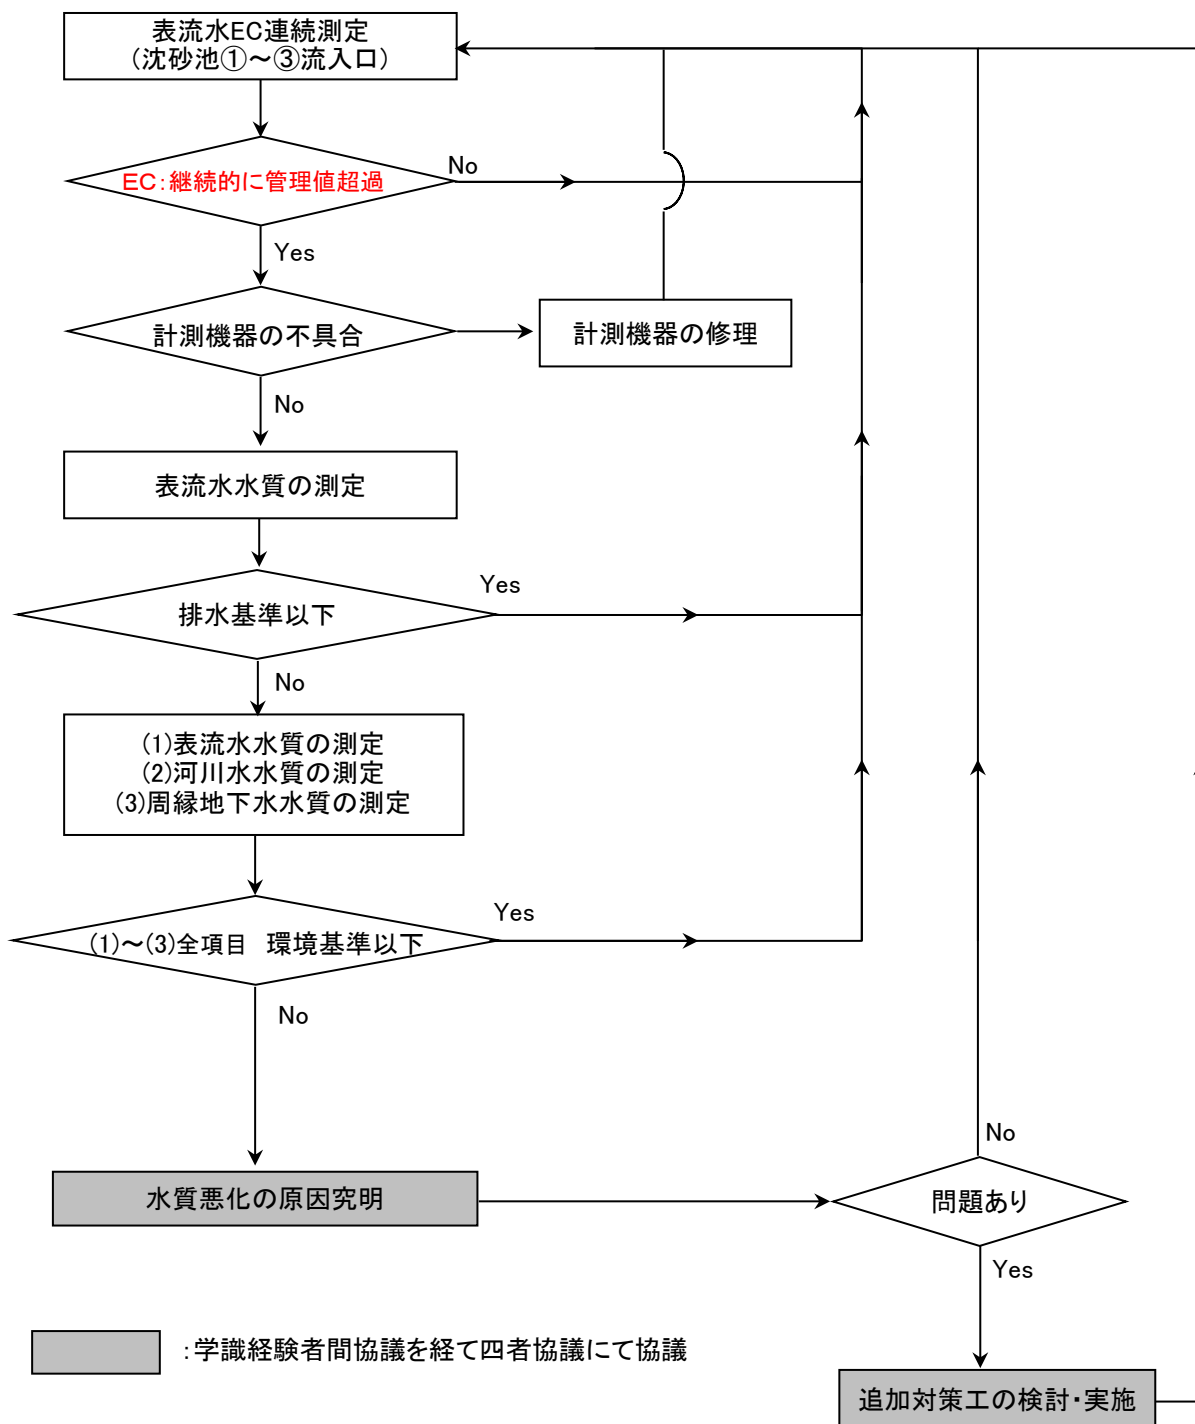 表流水EC連続測定
(沈砂池①～③流入口)
EC:継続的に管理値超過
No
Yes
計測機器の不具合
計測機器の修理
No
表流水水質の測定
排水基準以下
Yes
No
(1)表流水水質の測定
(2)河川水水質の測定
(3)周縁地下水水質の測定
(1)～(3)全項目　環境基準以下
Yes
No
水質悪化の原因究明
問題あり
No
Yes
:学識経験者間協議を経て四者協議にて協議
追加対策工の検討・実施